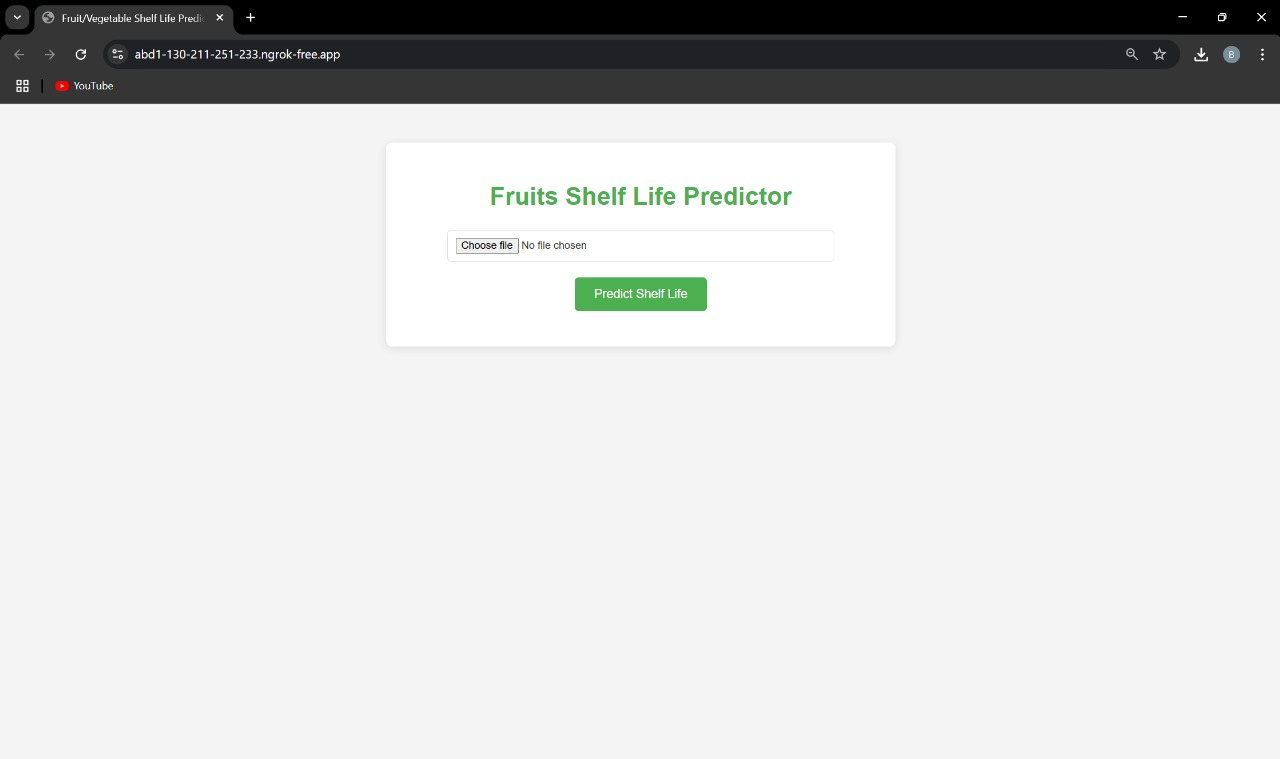 Fruit/Vegetable Shelf Life Predic
abd1-130-211-251-233.ngrok-free.app
B
YouTube
Fruits Shelf Life Predictor
Choose file No file chosen
Predict Shelf Life